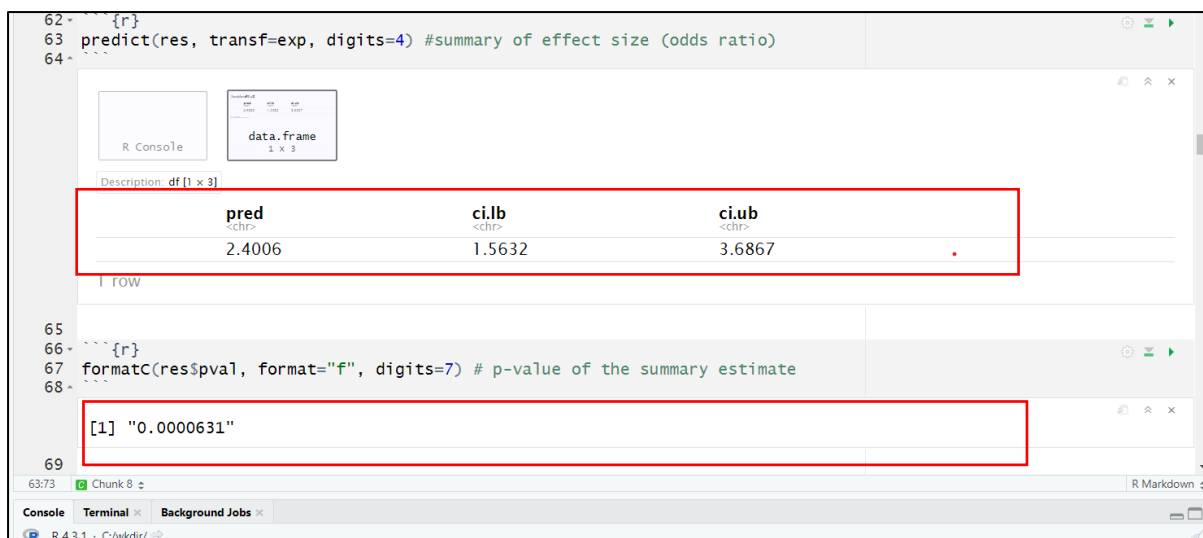 62 ```{r}
63 predict(res, transf=exp, digits=4) #summary of effect size (odds ratio)
64 ```
R Console
data.frame
1 x 3
Description: df [1 × 3]
pred ci.lb ci.ub
<chr> <chr> <chr>
2.4006 1.5632 3.6867
1 row
65
66 ```{r}
67 formatC(res$pval, format="f", digits=7) # p-value of the summary estimate
68 ```
[1] "0.0000631"
69
63:73 C Chunk 8 R Markdown
Console Terminal × Background Jobs ×
R R 4.3.1 · C:/wkdir/